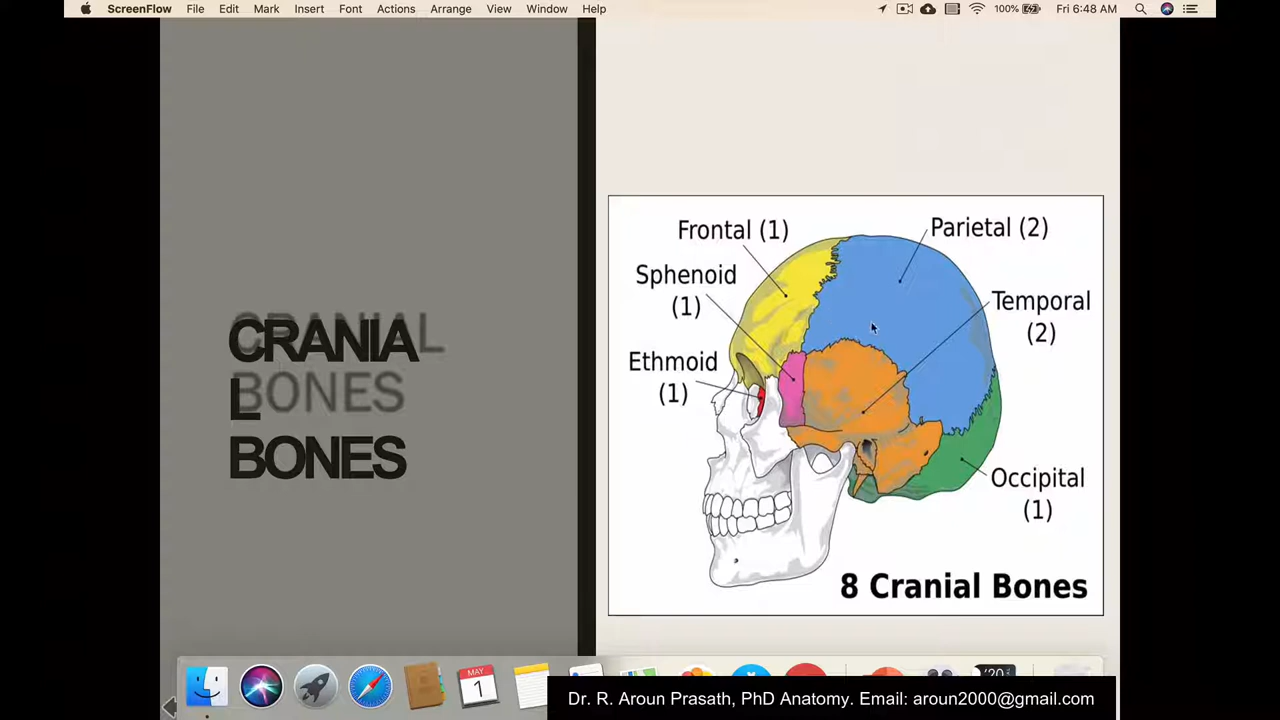 ScreenFlow File Edit Mark Insert Font Actions Arrange View Window Help 100% Fri 6:48 AM
CRANIA
L
BONES
CRANIAL
BONES
Frontal (1)
Parietal (2)
Sphenoid
(1)
Temporal
(2)
Ethmoid
(1)
Occipital
(1)
8 Cranial Bones
MAY
1
Dr. R. Aroun Prasath, PhD Anatomy. Email: aroun2000@gmail.com